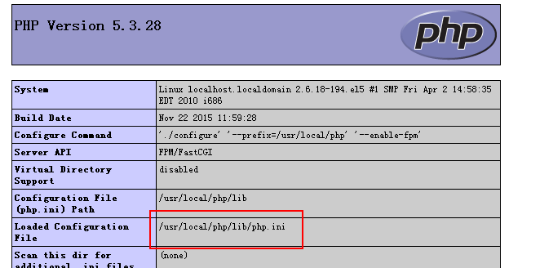 PHP Version 5.3.28
php
System
Linux localhost.localdomain 2.6.18-194.el5 #1 SMP Fri Apr 2 14:58:35
EDT 2010 i686
Build Date
Nov 22 2015 11:59:28
Configure Command
'./configure' '--prefix=/usr/local/php' '--enable-fpm'
Server API
FPM/FastCGI
Virtual Directory
Support
disabled
Configuration File
(php.ini) Path
/usr/local/php/lib
Loaded Configuration
File
/usr/local/php/lib/php.ini
Scan this dir for
additional .ini files
(none)